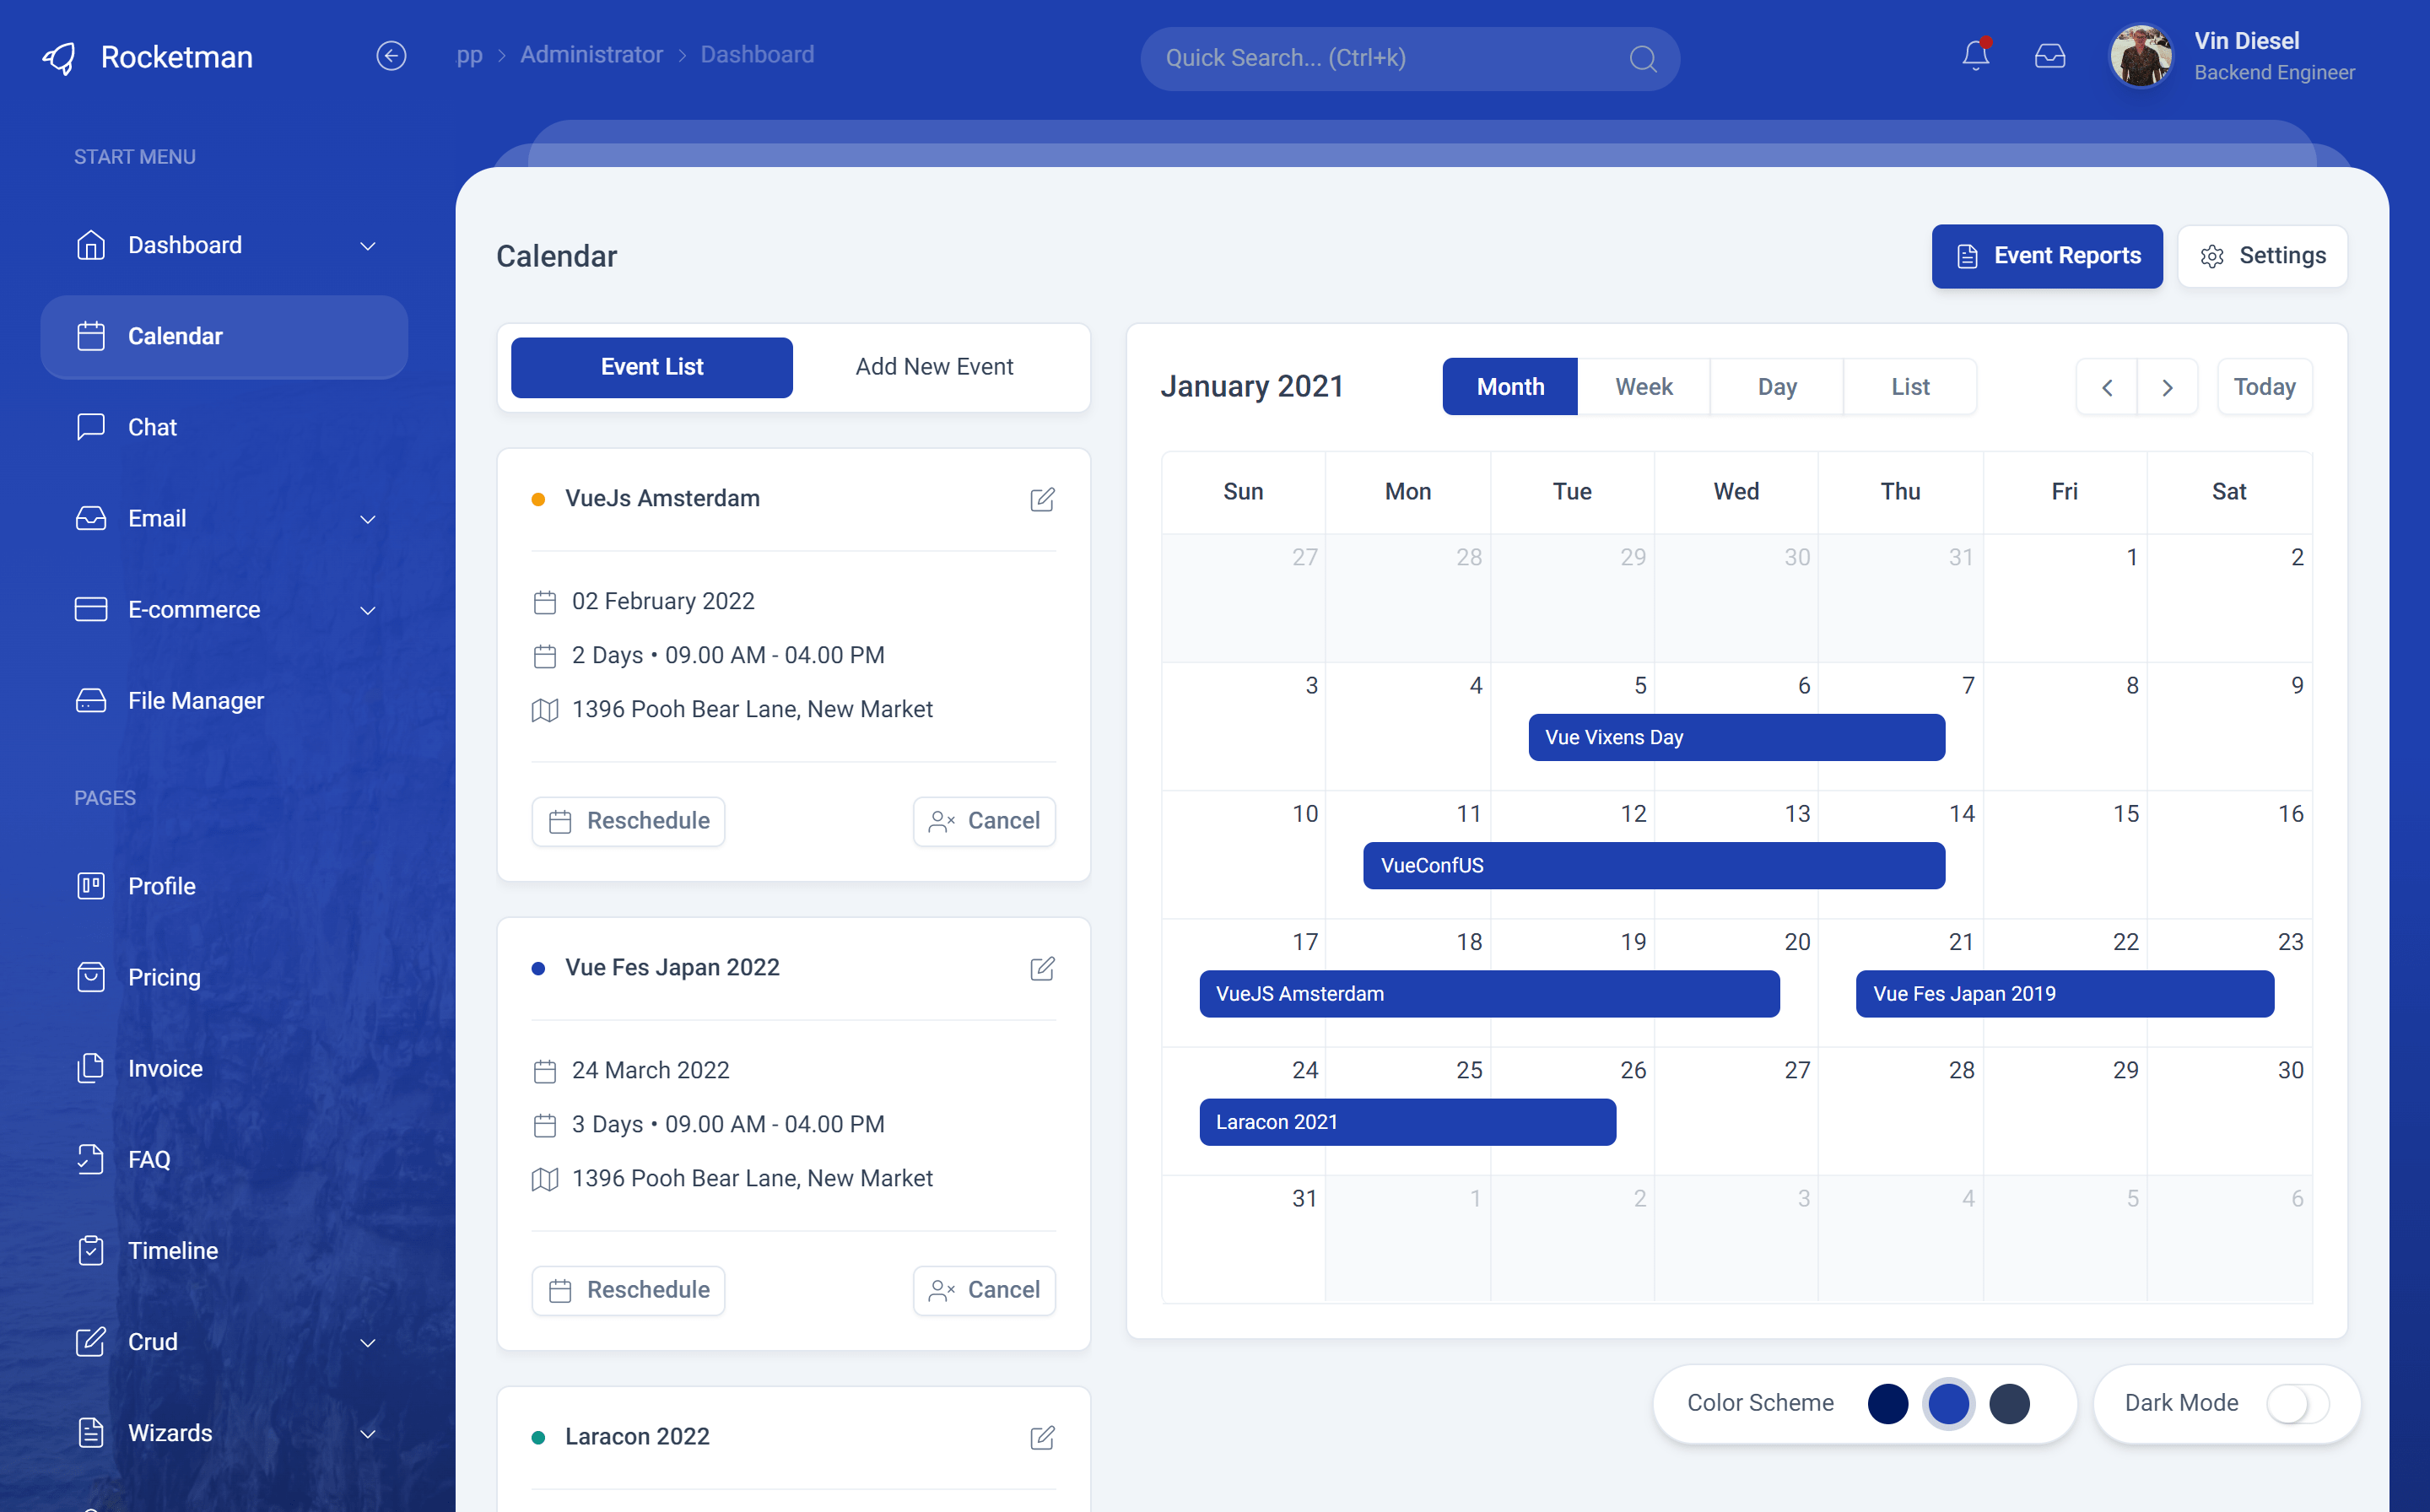 Rocketman
pp > Administrator > Dashboard
Quick Search... (Ctrl+k)
Vin Diesel
Backend Engineer
START MENU
Dashboard
Calendar
Chat
Email
E-commerce
File Manager
PAGES
Profile
Pricing
Invoice
FAQ
Timeline
Crud
Wizards
Calendar
Event Reports
Settings
Event List
Add New Event
VueJs Amsterdam
02 February 2022
2 Days • 09.00 AM - 04.00 PM
1396 Pooh Bear Lane, New Market
Reschedule
Cancel
Vue Fes Japan 2022
24 March 2022
3 Days • 09.00 AM - 04.00 PM
1396 Pooh Bear Lane, New Market
Reschedule
Cancel
Laracon 2022
January 2021
Month Week Day List
Today
Sun Mon Tue Wed Thu Fri Sat
27 28 29 30 31 1 2
3 4 5 6 7 8 9
Vue Vixens Day
10 11 12 13 14 15 16
VueConfUS
17 18 19 20 21 22 23
VueJS Amsterdam Vue Fes Japan 2019
24 25 26 27 28 29 30
Laracon 2021
31 1 2 3 4 5 6
Color Scheme
Dark Mode